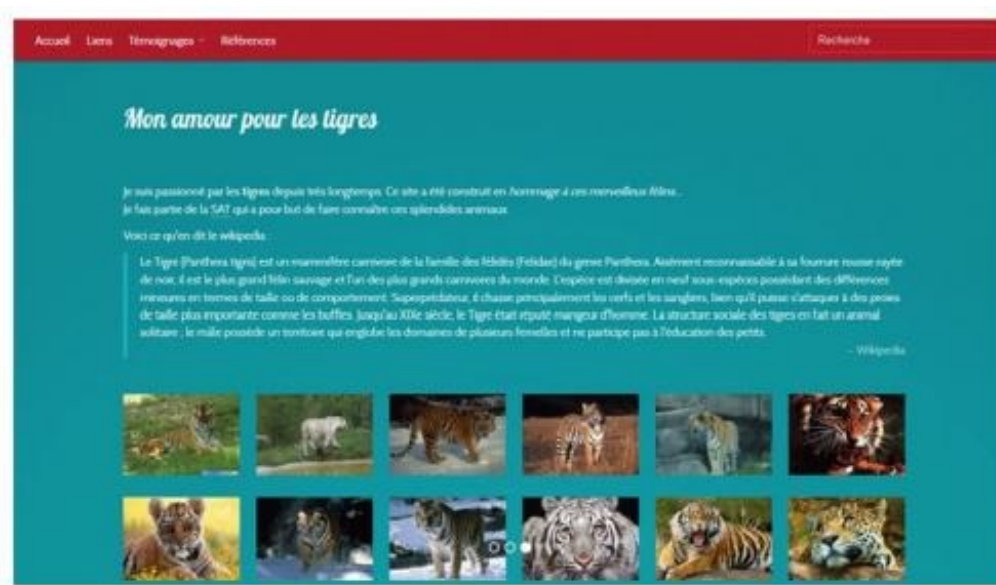 Accueil Liens Témoignages Références Recherche
Mon amour pour les tigres
Je suis passionné par les tigres depuis très longtemps. Ce site a été construit en hommage à ces merveilleux félins...
Je fais partie de la SAT qui a pour but de faire connaître ces splendides animaux
Voici ce qu'en dit le wikipedia :
Le Tigre (Panthera tigris) est un mammifère carnivore de la famille des félidés (Felidae) du genre Panthera. Aisément reconnaissable à sa fourrure rousse rayée
de noir, il est le plus grand félin sauvage et l'un des plus grands carnivores du monde. L'espèce est divisée en neuf sous-espèces possédant des différences
mineures en termes de taille ou de comportement. Superprédateur, il chasse principalement les cerfs et les sangliers, bien qu'il puisse s'attaquer à des proies
de taille plus importante comme les buffles. Jusqu'au XIXe siècle, le Tigre était réputé mangeur d'homme. La structure sociale des tigres en fait un animal
solitaire ; le mâle possède un territoire qui englobe les domaines de plusieurs femelles et ne participe pas à l'éducation des petits.
– Wikipedia